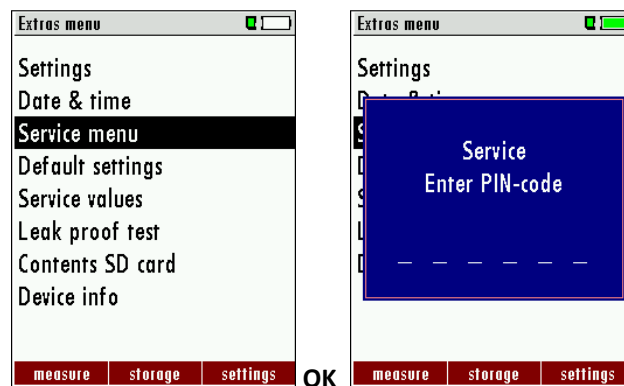 Extras menu
Settings
Date & time
Service menu
Default settings
Service values
Leak proof test
Contents SD card
Device info
measure storage settings
OK
Extras menu
Settings
Service
Enter PIN-code
_ _ _ _ _ _
measure storage settings